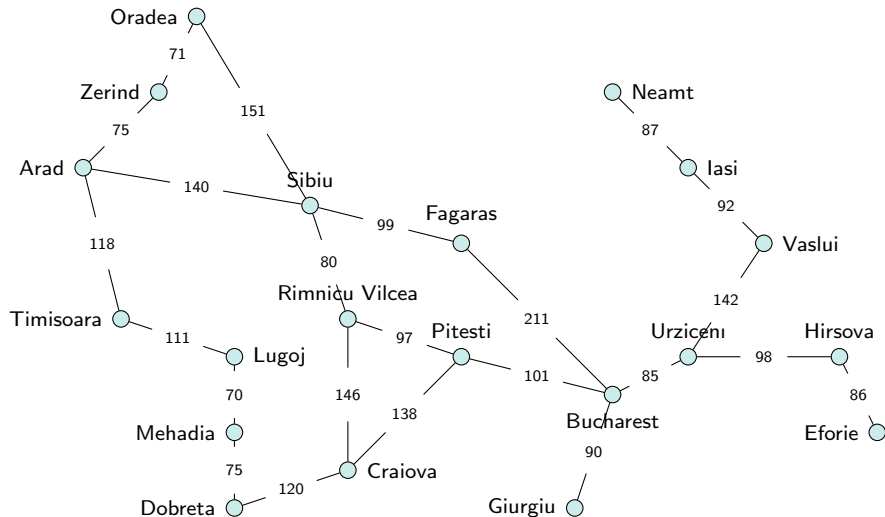 Oradea
71
Zerind
Neamt
151
75
87
Arad
Iasi
Sibiu
140
92
99
Fagaras
118
Vaslui
80
Rimnicu Vilcea
142
Timisoara
211
111
97
Pitesti
Urziceni
Hirsova
Lugoj
101
85
98
70
146
138
86
Bucharest
Mehadia
Eforie
90
75
Craiova
120
Dobreta
Giurgiu